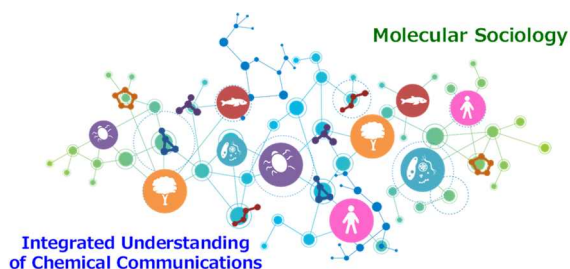 Molecular Sociology
Integrated Understanding
of Chemical Communications